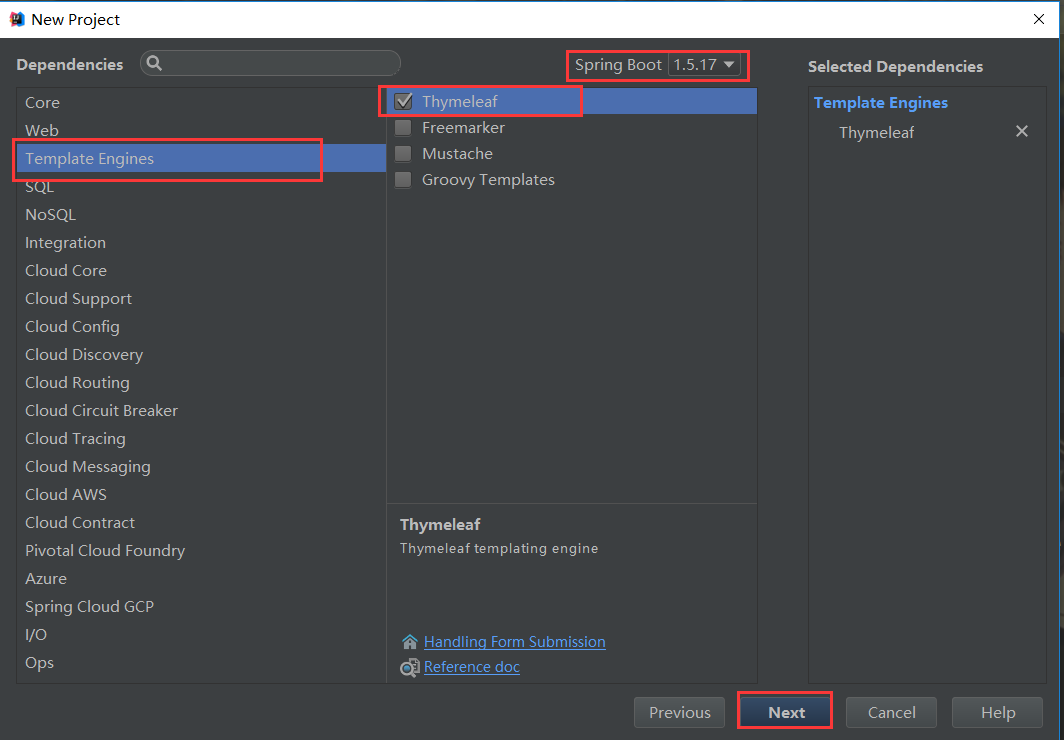 New Project
Dependencies
Spring Boot 1.5.17
Selected Dependencies
Core
Web
Template Engines
SQL
NoSQL
Integration
Cloud Core
Cloud Support
Cloud Config
Cloud Discovery
Cloud Routing
Cloud Circuit Breaker
Cloud Tracing
Cloud Messaging
Cloud AWS
Cloud Contract
Pivotal Cloud Foundry
Azure
Spring Cloud GCP
I/O
Ops
Thymeleaf
Freemarker
Mustache
Groovy Templates
Thymeleaf
Thymeleaf templating engine
Handling Form Submission
Reference doc
Template Engines
Thymeleaf
Previous
Next
Cancel
Help